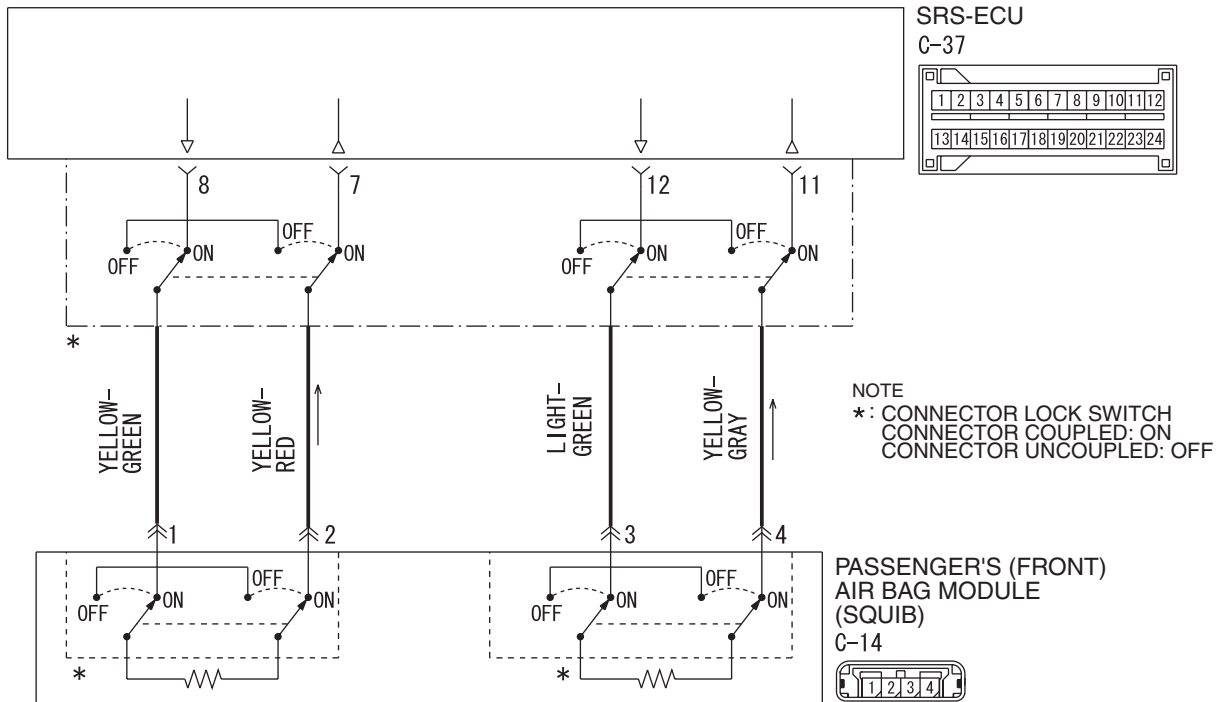 SRS-ECU
C-37
1 2 3 4 5 6 7 8 9 10 11 12
13 14 15 16 17 18 19 20 21 22 23 24
8 7 12 11
OFF ON OFF ON OFF ON OFF ON
*
YELLOW-
GREEN
YELLOW-
RED
LIGHT-
GREEN
YELLOW-
GRAY
NOTE
*: CONNECTOR LOCK SWITCH
CONNECTOR COUPLED: ON
CONNECTOR UNCOUPLED: OFF
1 2 3 4
OFF ON OFF ON OFF ON OFF ON
* *
PASSENGER'S (FRONT)
AIR BAG MODULE
(SQUIB)
C-14
1 2 3 4